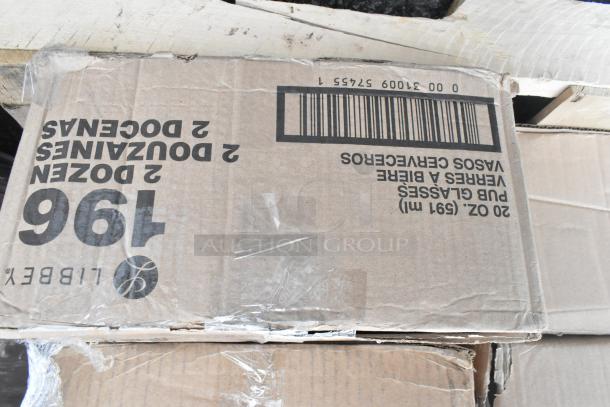 LIBBEY®
196
2 DOZEN
2 DOUZAINES
2 DOCENAS
20 OZ. (591 ml)
PUB GLASSES
VERRES À BIÈRE
VASOS CERVECEROS
0 00 31009 57455 1
AUCTION GROUP